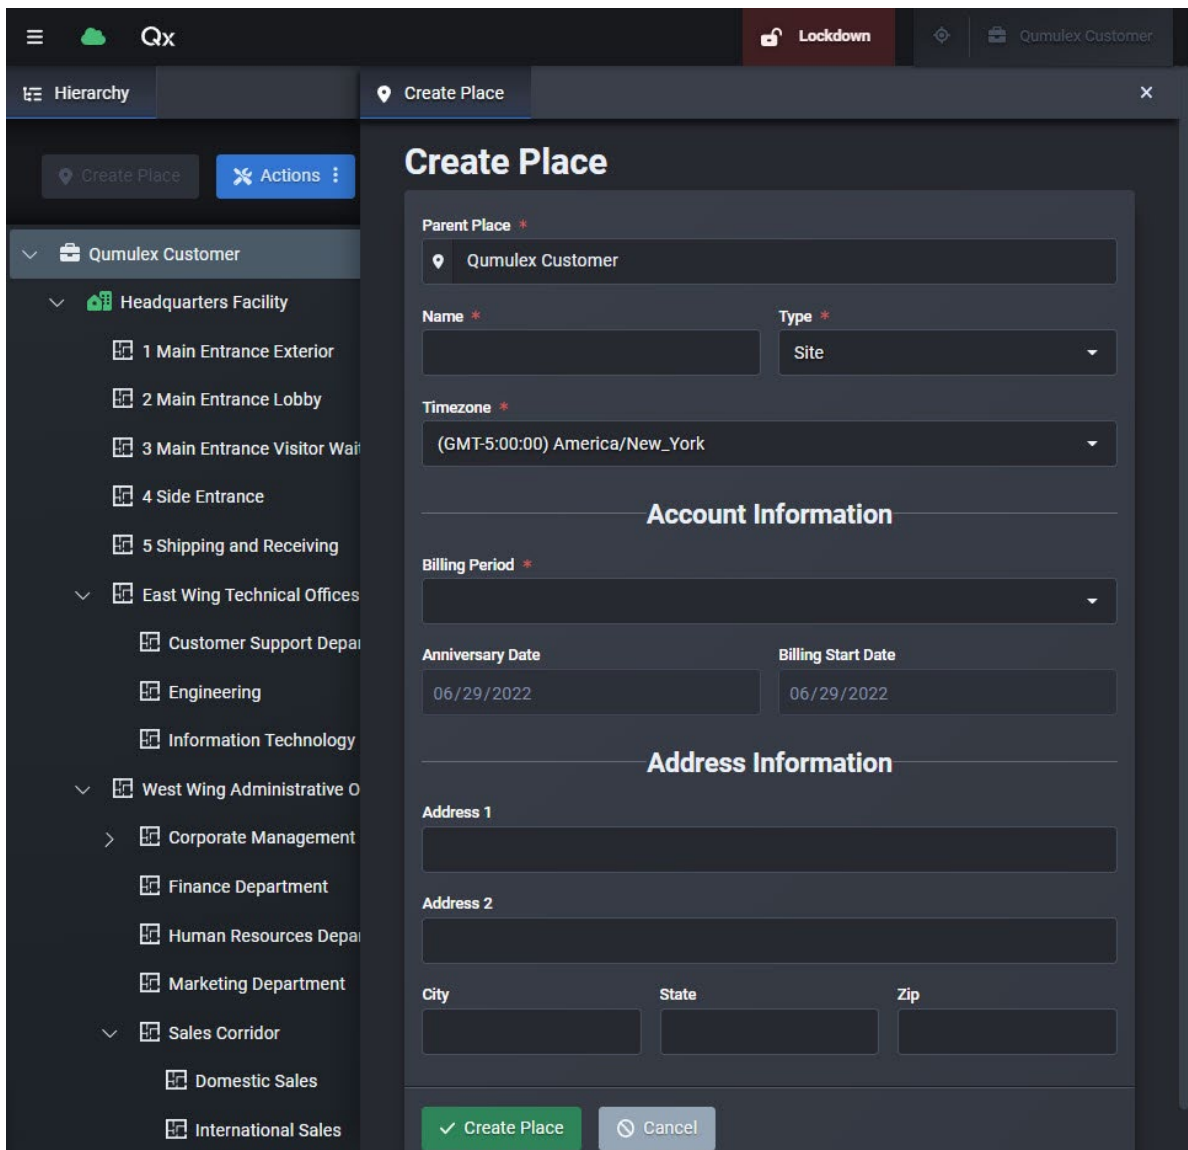 Qx
Lockdown
Qumulex Customer
Hierarchy
Create Place
Create Place
Actions
Qumulex Customer
Headquarters Facility
1 Main Entrance Exterior
2 Main Entrance Lobby
3 Main Entrance Visitor Wai
4 Side Entrance
5 Shipping and Receiving
East Wing Technical Offices
Customer Support Depa
Engineering
Information Technology
West Wing Administrative O
Corporate Management
Finance Department
Human Resources Depa
Marketing Department
Sales Corridor
Domestic Sales
International Sales
Create Place
Parent Place *
Qumulex Customer
Name * Type *
Site
Timezone *
(GMT-5:00:00) America/New_York
Account Information
Billing Period *
Anniversary Date Billing Start Date
06/29/2022 06/29/2022
Address Information
Address 1
Address 2
City State Zip
Create Place Cancel